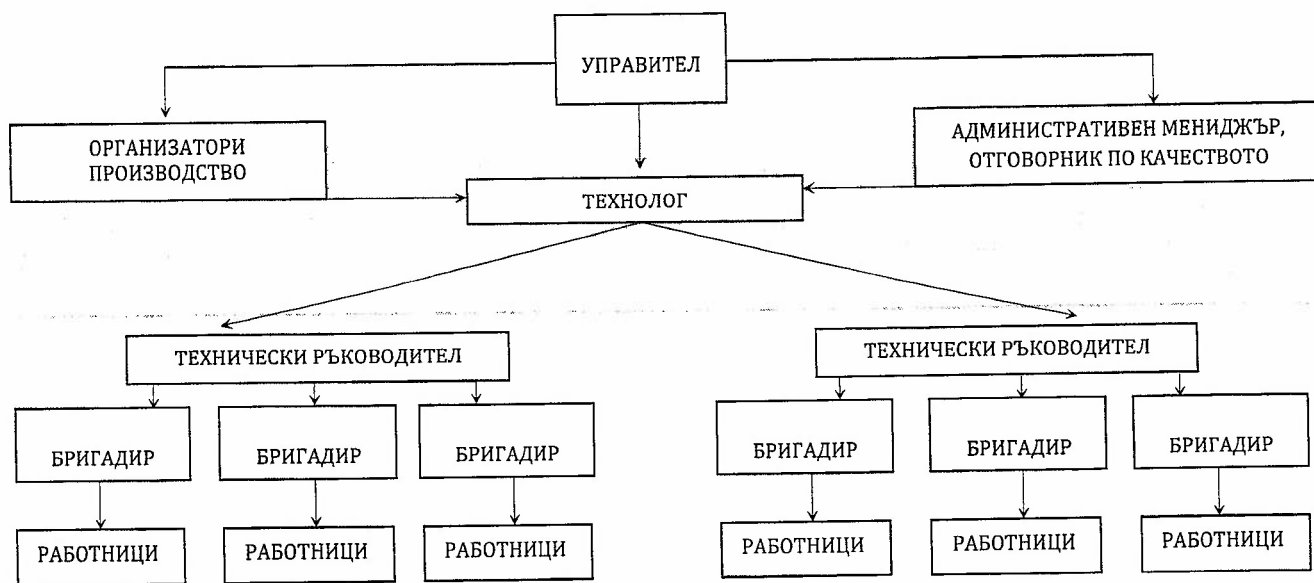 УПРАВИТЕЛ
ОРГАНИЗАТОРИ
ПРОИЗВОДСТВО
АДМИНИСТРАТИВЕН МЕНИДЖЪР,
ОТГОВОРНИК ПО КАЧЕСТВОТО
ТЕХНОЛОГ
ТЕХНИЧЕСКИ РЪКОВОДИТЕЛ
ТЕХНИЧЕСКИ РЪКОВОДИТЕЛ
БРИГАДИР
БРИГАДИР
БРИГАДИР
БРИГАДИР
БРИГАДИР
БРИГАДИР
РАБОТНИЦИ
РАБОТНИЦИ
РАБОТНИЦИ
РАБОТНИЦИ
РАБОТНИЦИ
РАБОТНИЦИ